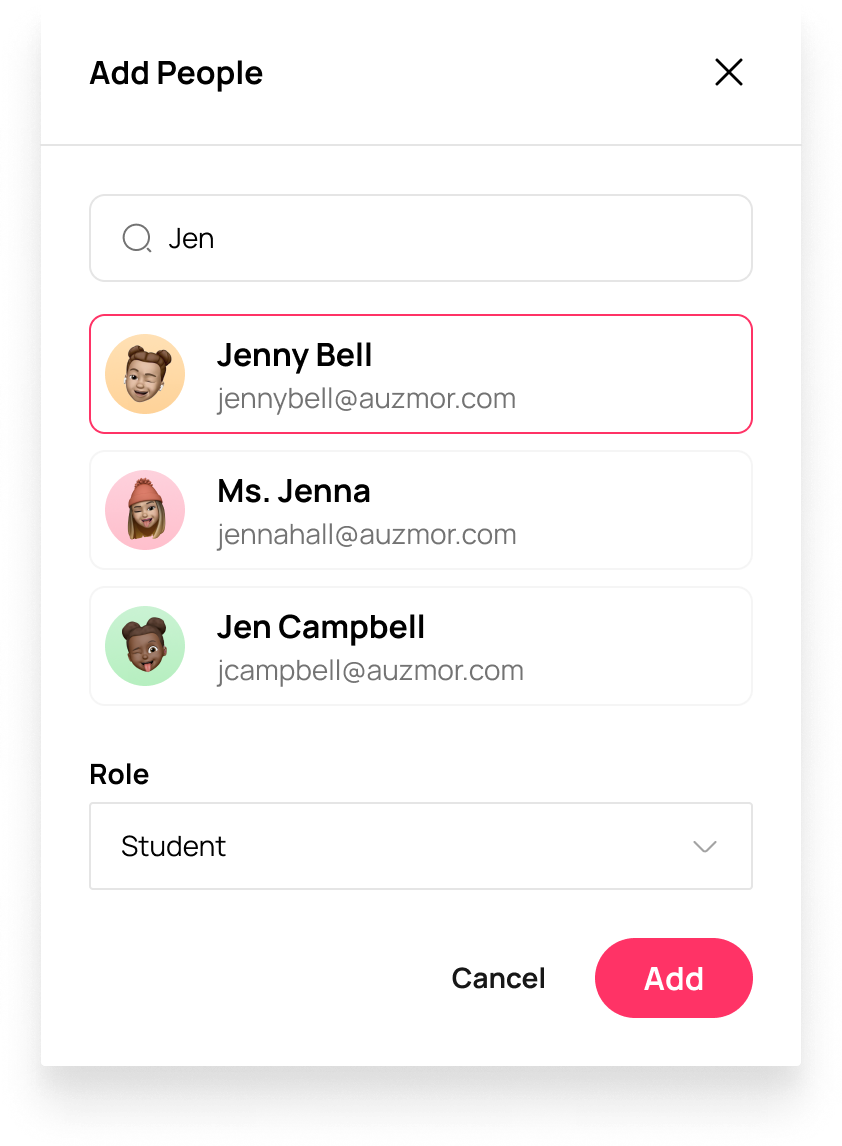 Add People
Jen
Jenny Bell
jennybell@auzmor.com
Ms. Jenna
jennahall@auzmor.com
Jen Campbell
jcampbell@auzmor.com
Role
Student
Cancel
Add